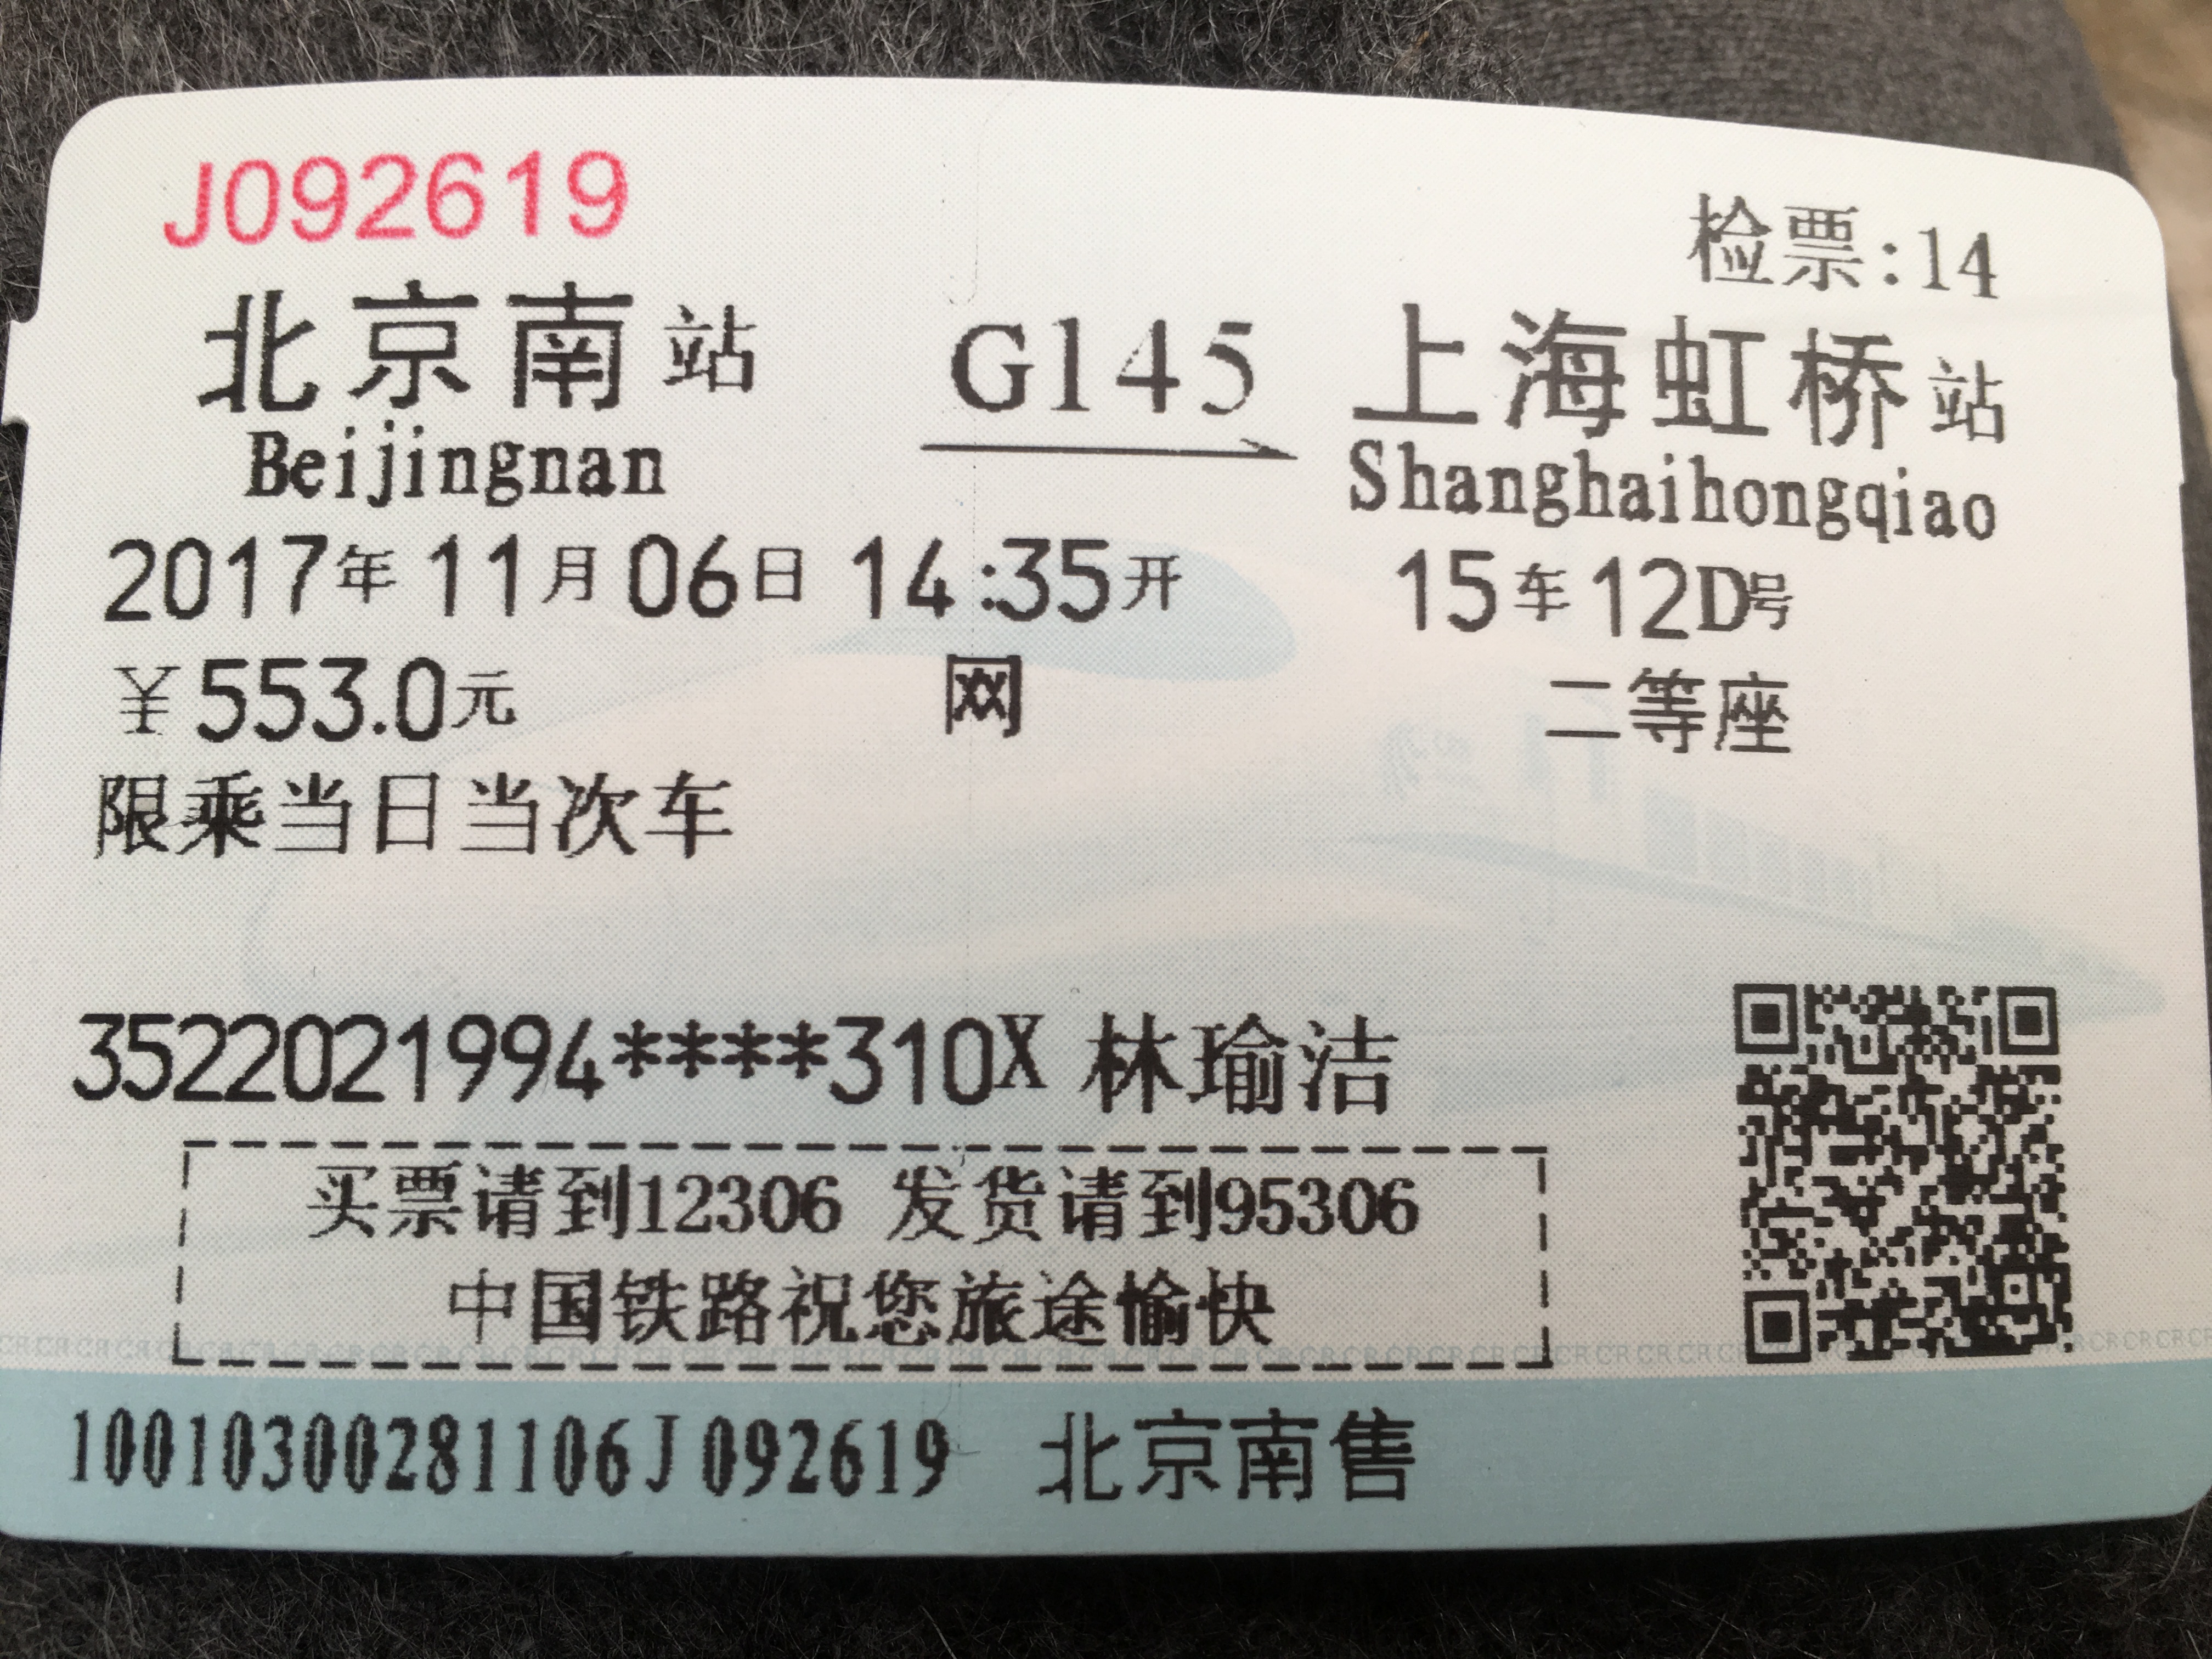 J092619
检票:14
北京南站 G145 上海虹桥站
Beijingnan Shanghaihongqiao
2017年11月06日 14:35开 15车12D号
¥553.0元 网 二等座
限乘当日当次车
3522021994****310X 林瑜洁
买票请到12306 发货请到95306
中国铁路祝您旅途愉快
10010300281106J092619 北京南售